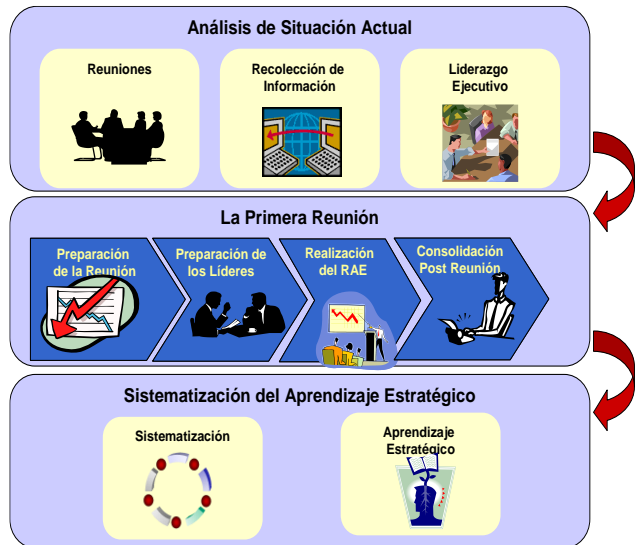 Análisis de Situación Actual
Reuniones
Recolección de
Información
Liderazgo
Ejecutivo
La Primera Reunión
Preparación
de la Reunión
Preparación de
los Líderes
Realización
del RAE
Consolidación
Post Reunión
Sistematización del Aprendizaje Estratégico
Sistematización
Aprendizaje
Estratégico